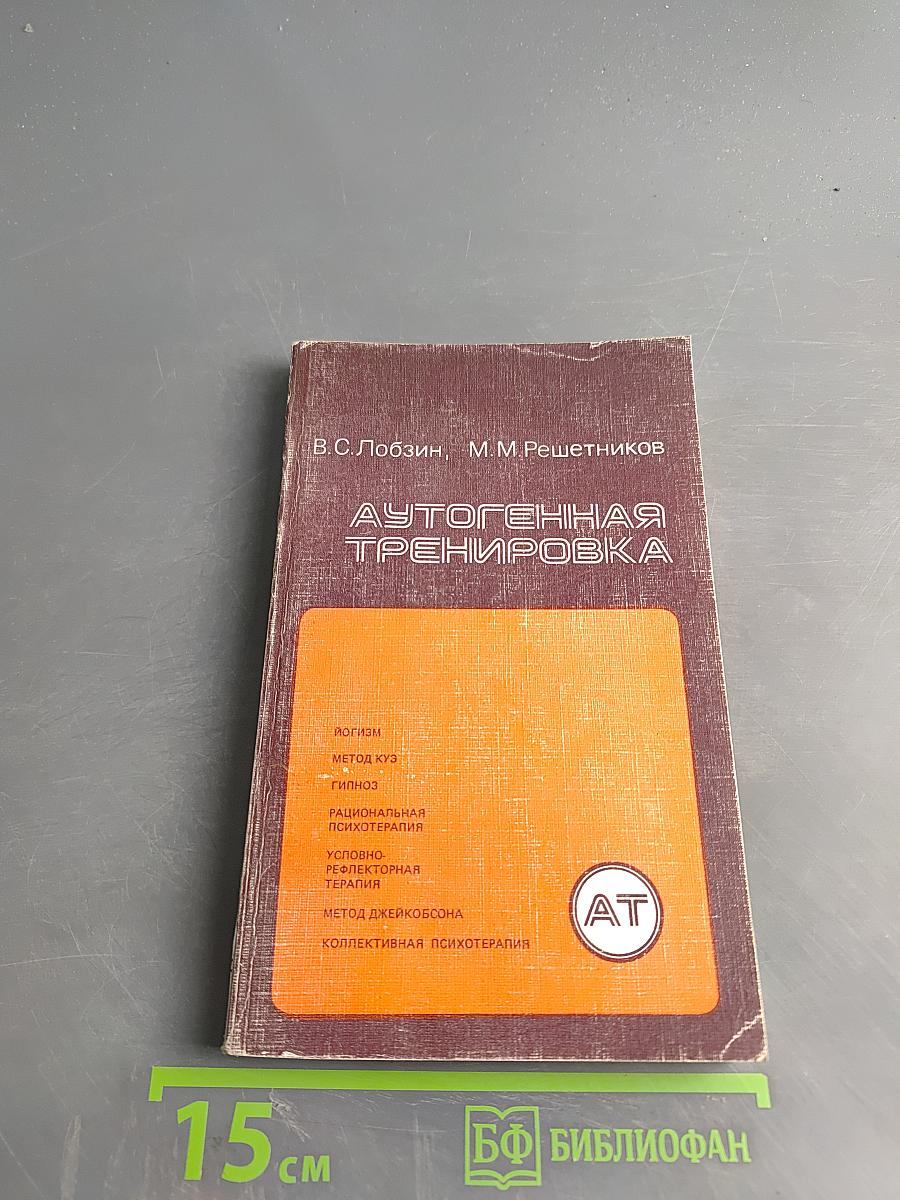 В.С.Лобзин, М.М.Решетников
АУТОГЕННАЯ
ТРЕНИРОВКА
ЙОГИЗМ
МЕТОД КУЭ
ГИПНОЗ
РАЦИОНАЛЬНАЯ
ПСИХОТЕРАПИЯ
УСЛОВНО-
РЕФЛЕКТОРНАЯ
ТЕРАПИЯ
МЕТОД ДЖЕЙКОБСОНА
КОЛЛЕКТИВНАЯ ПСИХОТЕРАПИЯ
АТ
15 см
БФ БИБЛИОФАН